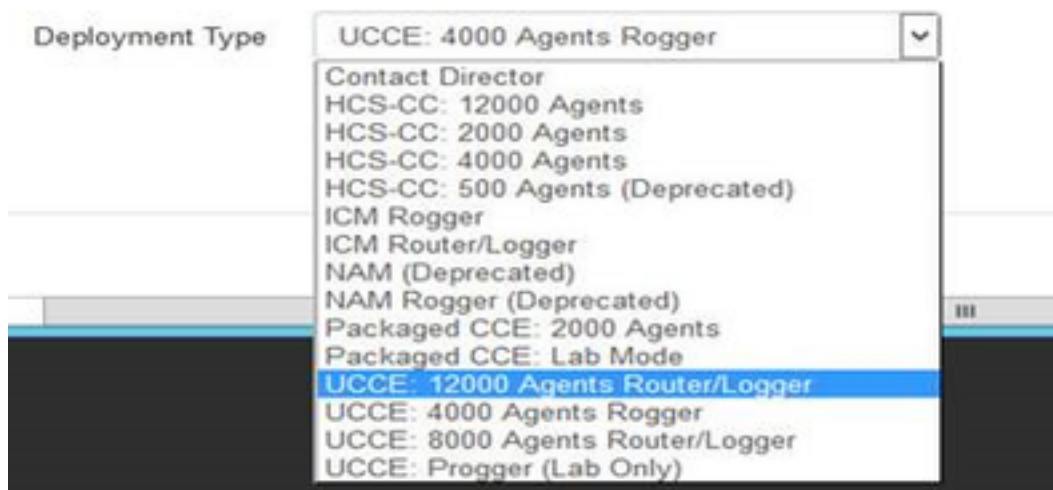 Deployment Type UCCE: 4000 Agents Rogger
Contact Director
HCS-CC: 12000 Agents
HCS-CC: 2000 Agents
HCS-CC: 4000 Agents
HCS-CC: 500 Agents (Deprecated)
ICM Rogger
ICM Router/Logger
NAM (Deprecated)
NAM Rogger (Deprecated)
Packaged CCE: 2000 Agents
Packaged CCE: Lab Mode
UCCE: 12000 Agents Router/Logger
UCCE: 4000 Agents Rogger
UCCE: 8000 Agents Router/Logger
UCCE: Progger (Lab Only)